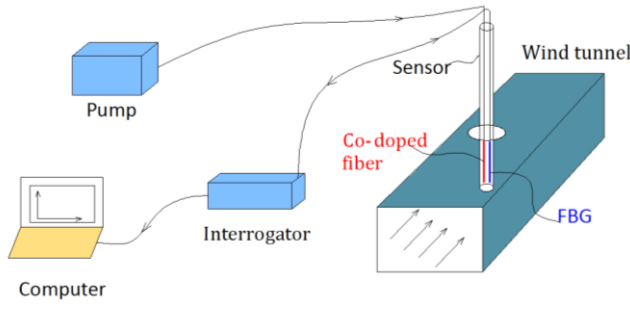 Wind tunnel
Sensor
Pump
Co-doped
fiber
FBG
Interrogator
Computer